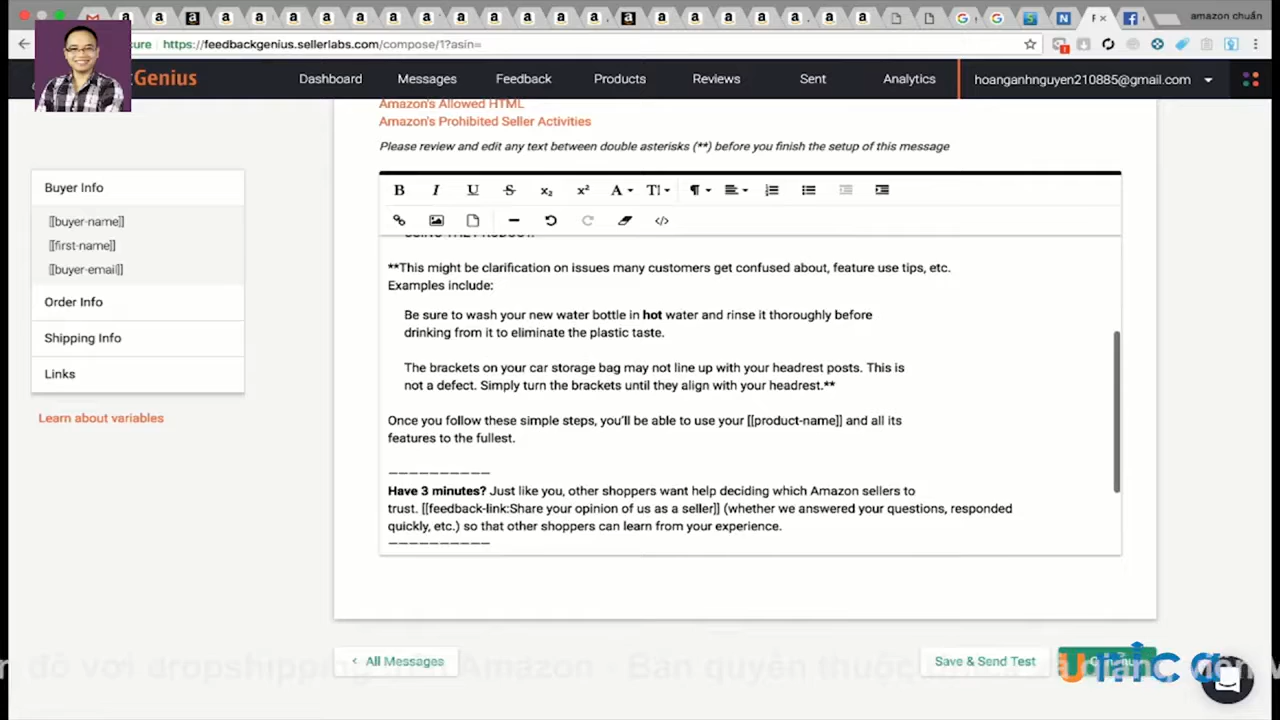 amazon chuẩn
https://feedbackgenius.sellerlabs.com/compose/1?asin=
Genius
Dashboard
Messages
Feedback
Products
Reviews
Sent
Analytics
hoanganhnguyen210885@gmail.com
Amazon's Allowed HTML
Amazon's Prohibited Seller Activities
Please review and edit any text between double asterisks (**) before you finish the setup of this message
Buyer Info
[[buyer-name]]
[[first-name]]
[[buyer-email]]
Order Info
Shipping Info
Links
Learn about variables
**This might be clarification on issues many customers get confused about, feature use tips, etc.
Examples include:
Be sure to wash your new water bottle in hot water and rinse it thoroughly before
drinking from it to eliminate the plastic taste.
The brackets on your car storage bag may not line up with your headrest posts. This is
not a defect. Simply turn the brackets until they align with your headrest.**
Once you follow these simple steps, you'll be able to use your [[product-name]] and all its
features to the fullest.
__________
Have 3 minutes? Just like you, other shoppers want help deciding which Amazon sellers to
trust. [[feedback-link:Share your opinion of us as a seller]] (whether we answered your questions, responded
quickly, etc.) so that other shoppers can learn from your experience.
__________
All Messages
Save & Send Test
dropshipping
Amazon - Bản quyền thuộc